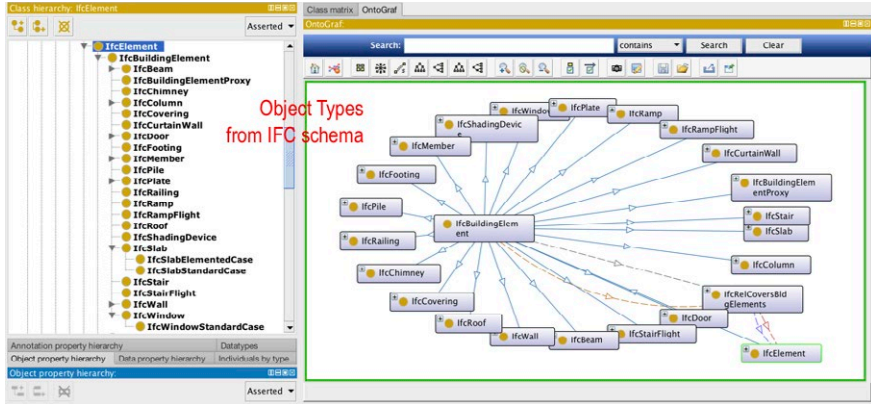 Class hierarchy: IfcElement
Asserted
IfcElement
IfcBuildingElement
IfcBeam
IfcBuildingElementProxy
IfcChimney
IfcColumn
IfcCovering
IfcCurtainWall
IfcDoor
IfcFooting
IfcMember
IfcPile
IfcPlate
IfcRailing
IfcRamp
IfcRampFlight
IfcRoof
IfcShadingDevice
IfcSlab
IfcSlabElementedCase
IfcSlabStandardCase
IfcStair
IfcStairFlight
IfcWall
IfcWindow
IfcWindowStandardCase
Annotation property hierarchy
Datatypes
Object property hierarchy
Data property hierarchy
Individuals by type
Object property hierarchy:
Asserted
Object Types
from IFC schema
Class matrix
OntoGraf
OntoGraf:
Search:
contains
Search
Clear
IfcWindow
IfcPlate
IfcRamp
IfcShadingDevic
e
IfcRampFlight
IfcMember
IfcCurtainWall
IfcFooting
IfcBuildingElem
entProxy
IfcPile
IfcStair
IfcBuildingElem
ent
IfcSlab
IfcRailing
IfcColumn
IfcChimney
IfcRelCoversBld
gElements
IfcCovering
IfcDoor
IfcRoof
IfcStairFlight
IfcWall
IfcBeam
IfcElement